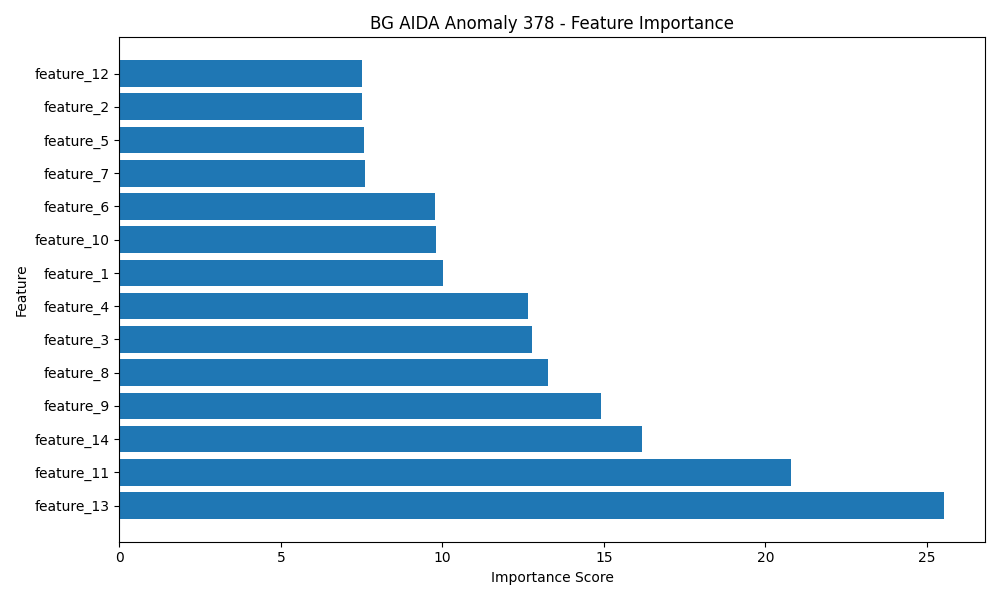 BG AIDA Anomaly 378 - Feature Importance
Feature
feature_12
feature_2
feature_5
feature_7
feature_6
feature_10
feature_1
feature_4
feature_3
feature_8
feature_9
feature_14
feature_11
feature_13
0 5 10 15 20 25
Importance Score